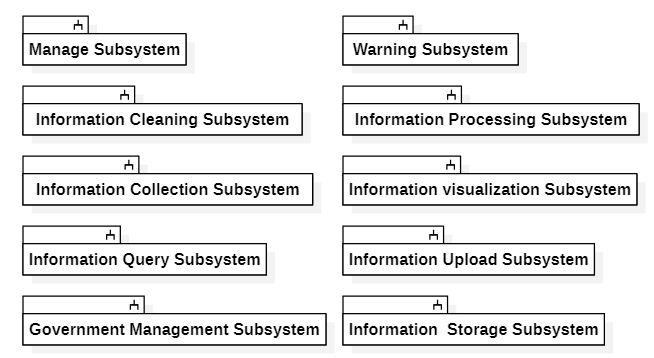 Manage Subsystem
Warning Subsystem
Information Cleaning Subsystem
Information Processing Subsystem
Information Collection Subsystem
Information visualization Subsystem
Information Query Subsystem
Information Upload Subsystem
Government Management Subsystem
Information  Storage Subsystem